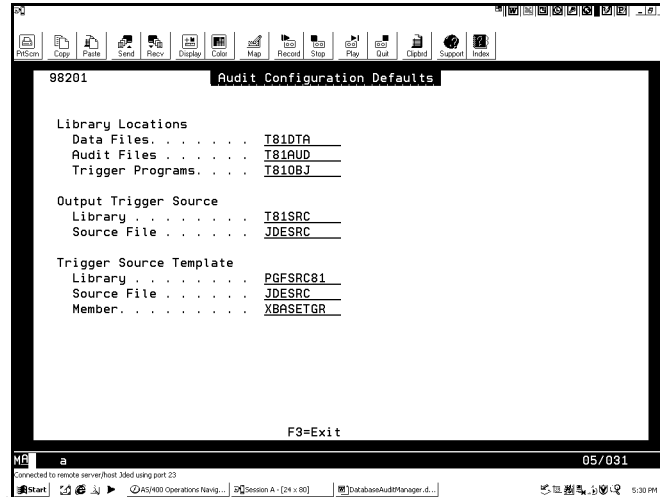 PrtScrn Copy Paste Send Recv Display Color Map Record Stop Play Quit Clipbrd Support Index
98201 Audit Configuration Defaults
Library Locations
Data Files. . . . . . . T81DTA
Audit Files . . . . . . T81AUD
Trigger Programs. . . . T81OBJ
Output Trigger Source
Library . . . . . . . . T81SRC
Source File . . . . . . JDESRC
Trigger Source Template
Library . . . . . . . . PGFSRC81
Source File . . . . . . JDESRC
Member. . . . . . . . . XBASETGR
F3=Exit
MA a 05/031
Connected to remote server/host Jded using port 23
Start AS/400 Operations Navig... Session A - [24 x 80] DatabaseAuditManager.d... 5:30 PM